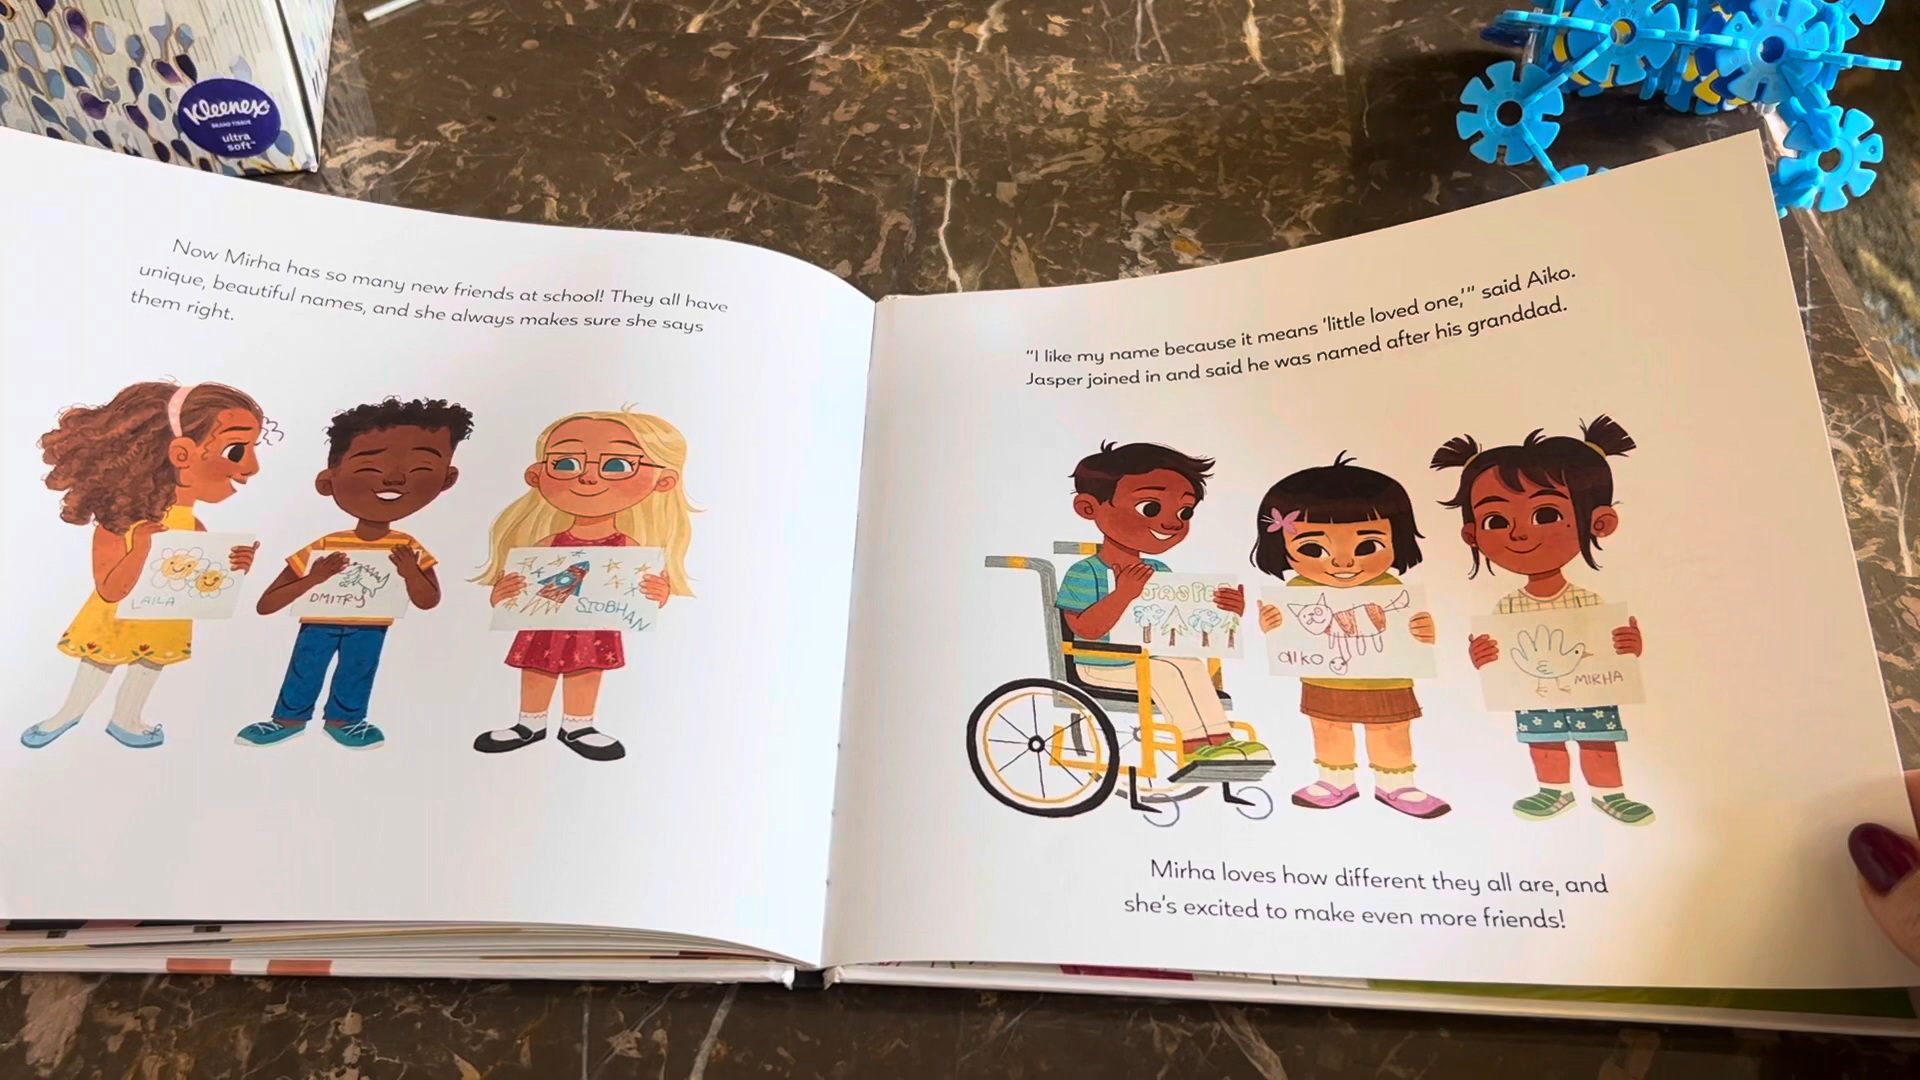 Kleenex
BRAND TISSUE
ultra
soft™
Now Mirha has so many new friends at school! They all have
unique, beautiful names, and she always makes sure she says
them right.
LAILA
DMITRY
SIOBHAN
"I like my name because it means 'little loved one,'" said Aiko.
Jasper joined in and said he was named after his granddad.
JASPER
aiko
MIRHA
Mirha loves how different they all are, and
she's excited to make even more friends!